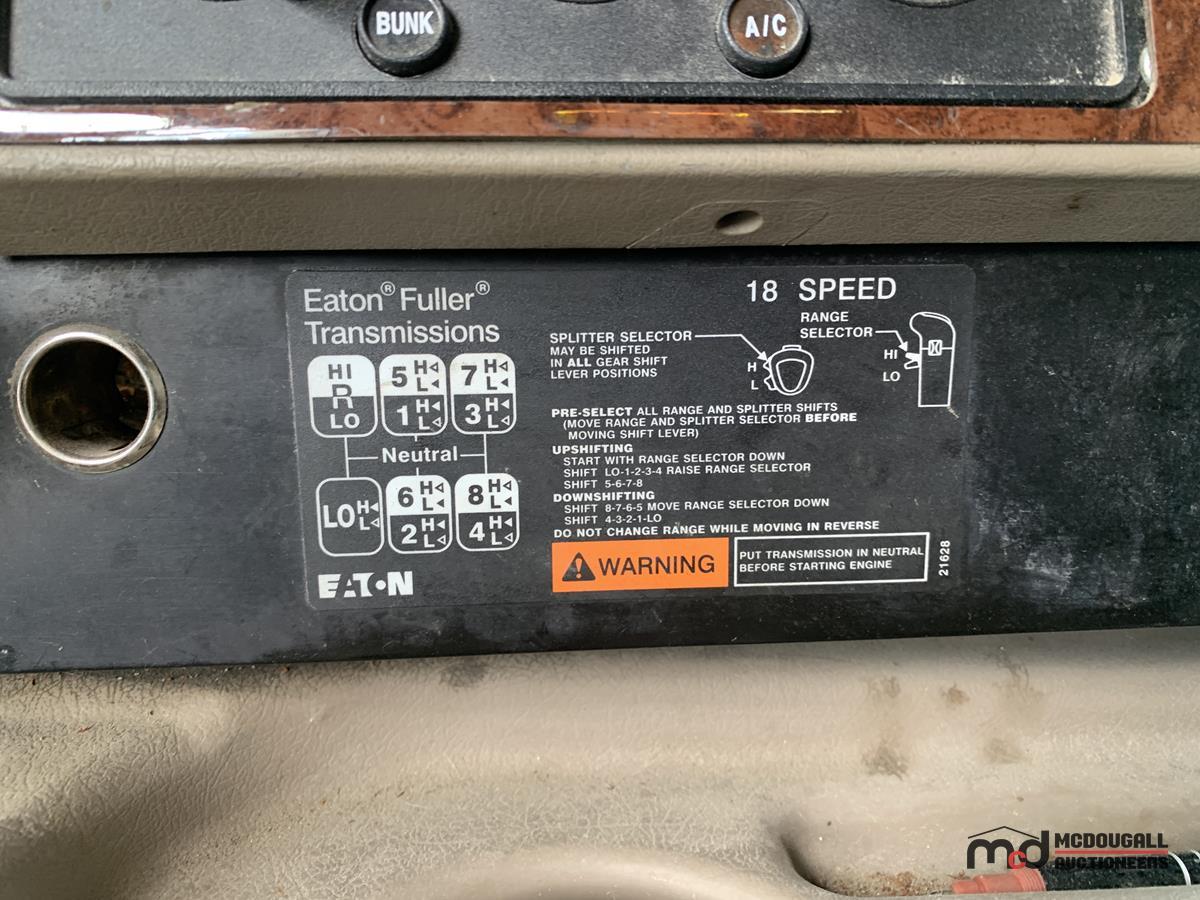 BUNK
A/C
Eaton® Fuller®
Transmissions
HI
R
LO
5 H L
1 H L
7 H L
3 H L
Neutral
LO H L
6 H L
2 H L
8 H L
4 H L
EATON
18 SPEED
SPLITTER SELECTOR
MAY BE SHIFTED
IN ALL GEAR SHIFT
LEVER POSITIONS
H
L
RANGE
SELECTOR
HI
LO
PRE-SELECT ALL RANGE AND SPLITTER SHIFTS
(MOVE RANGE AND SPLITTER SELECTOR BEFORE
MOVING SHIFT LEVER)
UPSHIFTING
START WITH RANGE SELECTOR DOWN
SHIFT LO-1-2-3-4 RAISE RANGE SELECTOR
SHIFT 5-6-7-8
DOWNSHIFTING
SHIFT 8-7-6-5 MOVE RANGE SELECTOR DOWN
SHIFT 4-3-2-1-LO
DO NOT CHANGE RANGE WHILE MOVING IN REVERSE
WARNING
PUT TRANSMISSION IN NEUTRAL
BEFORE STARTING ENGINE
21628
mcd MCDOUGALL
AUCTIONEERS